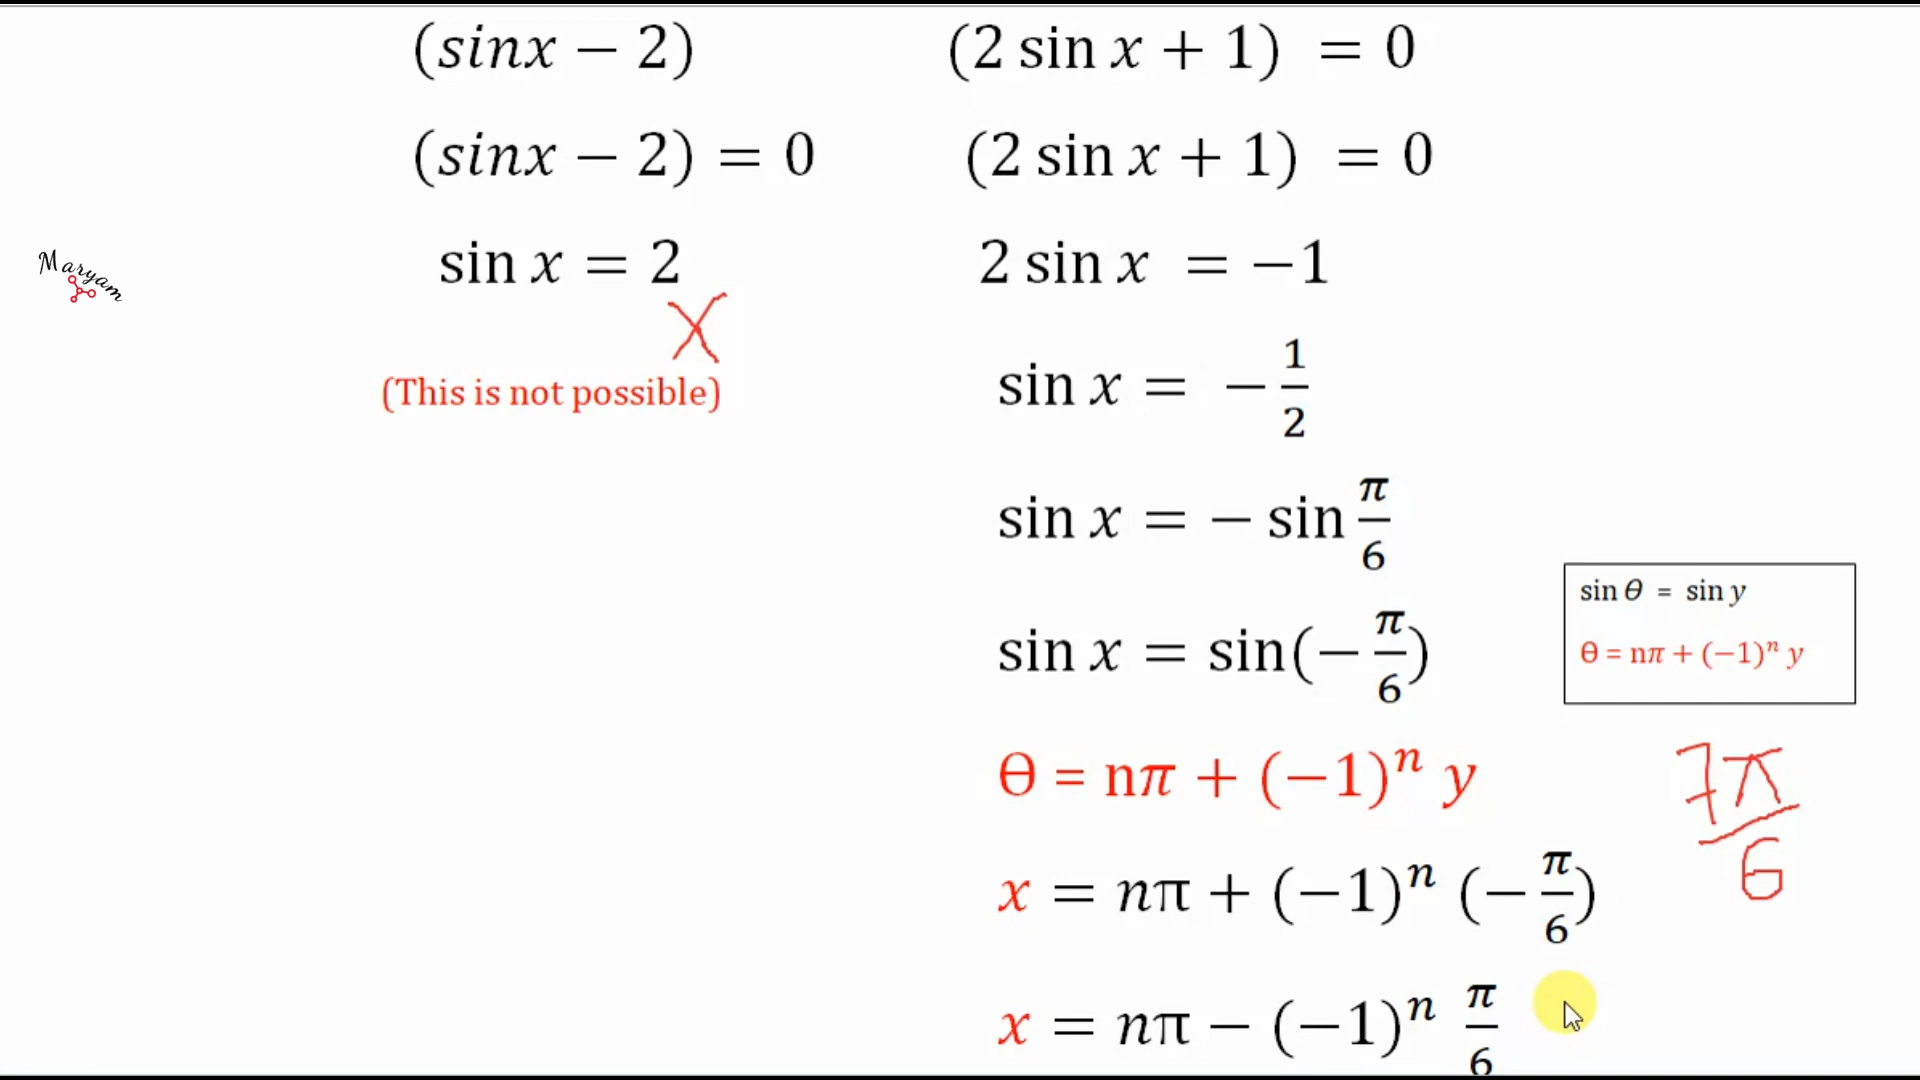 (sinx − 2) (2 sin x + 1) = 0
(sinx − 2) = 0 (2 sin x + 1) = 0
Maryam
sin x = 2 2 sin x = −1
X
(This is not possible)
sin x = − 1/2
sin x = − sin π/6
sin θ = sin y
θ = nπ + (−1)ⁿ y
sin x = sin(− π/6)
θ = nπ + (−1)ⁿ y
7π/6
x = nπ + (−1)ⁿ (− π/6)
x = nπ − (−1)ⁿ π/6